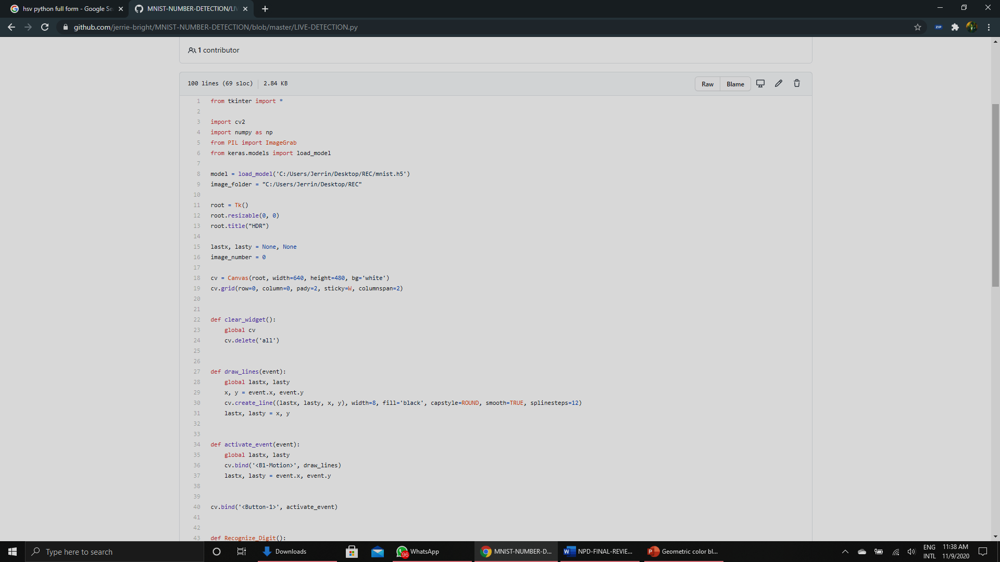 hsv python full form - Google Se
MNIST-NUMBER-DETECTION/LIV
github.com/jerrie-bright/MNIST-NUMBER-DETECTION/blob/master/LIVE-DETECTION.py
ZIP
1 contributor
100 lines (69 sloc) 2.84 KB
Raw Blame
1 from tkinter import *
2
3 import cv2
4 import numpy as np
5 from PIL import ImageGrab
6 from keras.models import load_model
7
8 model = load_model('C:/Users/Jerrin/Desktop/REC/mnist.h5')
9 image_folder = "C:/Users/Jerrin/Desktop/REC"
10
11 root = Tk()
12 root.resizable(0, 0)
13 root.title("HDR")
14
15 lastx, lasty = None, None
16 image_number = 0
17
18 cv = Canvas(root, width=640, height=480, bg='white')
19 cv.grid(row=0, column=0, pady=2, sticky=W, columnspan=2)
20
21
22 def clear_widget():
23     global cv
24     cv.delete('all')
25
26
27 def draw_lines(event):
28     global lastx, lasty
29     x, y = event.x, event.y
30     cv.create_line((lastx, lasty, x, y), width=8, fill='black', capstyle=ROUND, smooth=TRUE, splinesteps=12)
31     lastx, lasty = x, y
32
33
34 def activate_event(event):
35     global lastx, lasty
36     cv.bind('<B1-Motion>', draw_lines)
37     lastx, lasty = event.x, event.y
38
39
40 cv.bind('<Button-1>', activate_event)
41
42
43 def Recognize_Digit():
Type here to search
Downloads
96 WhatsApp
MNIST-NUMBER-D...
NPD-FINAL-REVIE...
Geometric color bl...
ENG
INTL
11:38 AM
11/9/2020